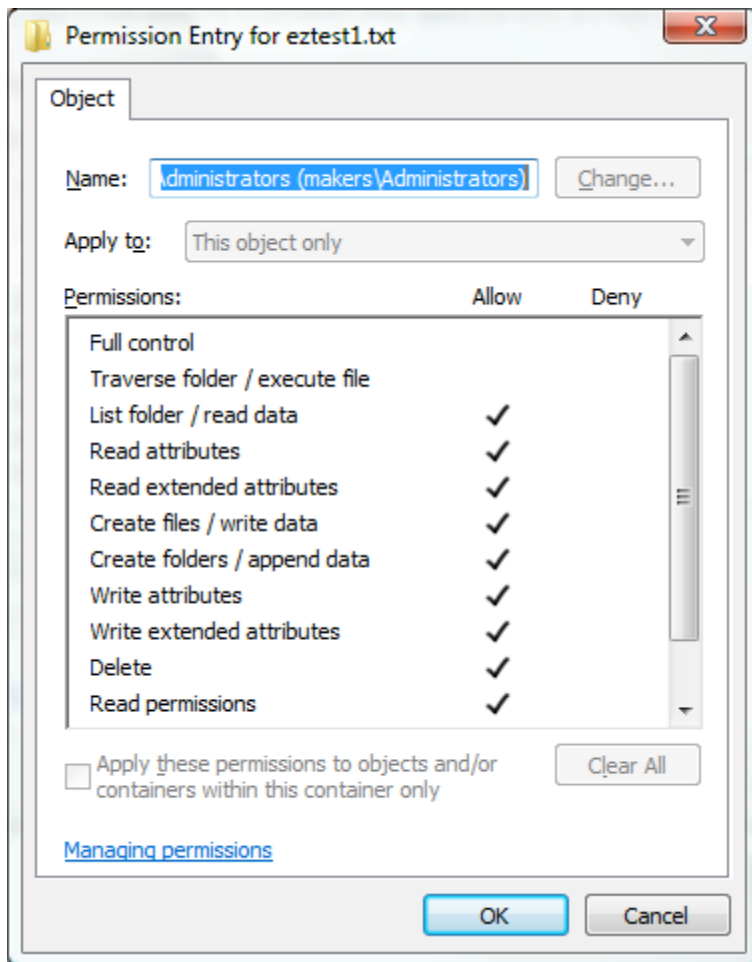 Permission Entry for eztest1.txt
Object
Name: Administrators (makers\Administrators) Change...
Apply to: This object only
Permissions: Allow Deny
Full control
Traverse folder / execute file
List folder / read data
Read attributes
Read extended attributes
Create files / write data
Create folders / append data
Write attributes
Write extended attributes
Delete
Read permissions
Apply these permissions to objects and/or
containers within this container only
Clear All
Managing permissions
OK Cancel